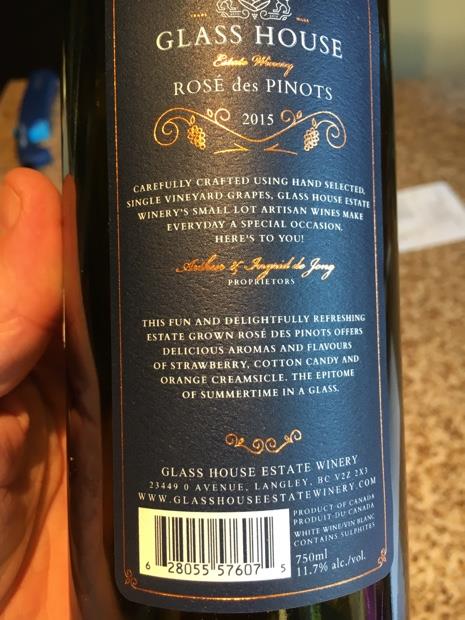 GLASS HOUSE
Estate Winery
ROSÉ des PINOTS
2015
CAREFULLY CRAFTED USING HAND SELECTED,
SINGLE VINEYARD GRAPES, GLASS HOUSE ESTATE
WINERY'S SMALL LOT ARTISAN WINES MAKE
EVERYDAY A SPECIAL OCCASION,
HERE'S TO YOU!
& Ingrid de Jong
PROPRIETORS
THIS FUN AND DELIGHTFULLY REFRESHING
ESTATE GROWN ROSÉ DES PINOTS OFFERS
DELICIOUS AROMAS AND FLAVOURS
OF STRAWBERRY, COTTON CANDY AND
ORANGE CREAMSICLE. THE EPITOME
OF SUMMERTIME IN A GLASS.
GLASS HOUSE ESTATE WINERY
23449 0 AVENUE, LANGLEY, BC V2Z 2X3
WWW.GLASSHOUSEESTATEWINERY.COM
PRODUCT OF CANADA
PRODUIT DU CANADA
WHITE WINE/VIN BLANC
CONTAINS SULPHITES
750ml
11.7% alc./vol.
6 28055 57607 5